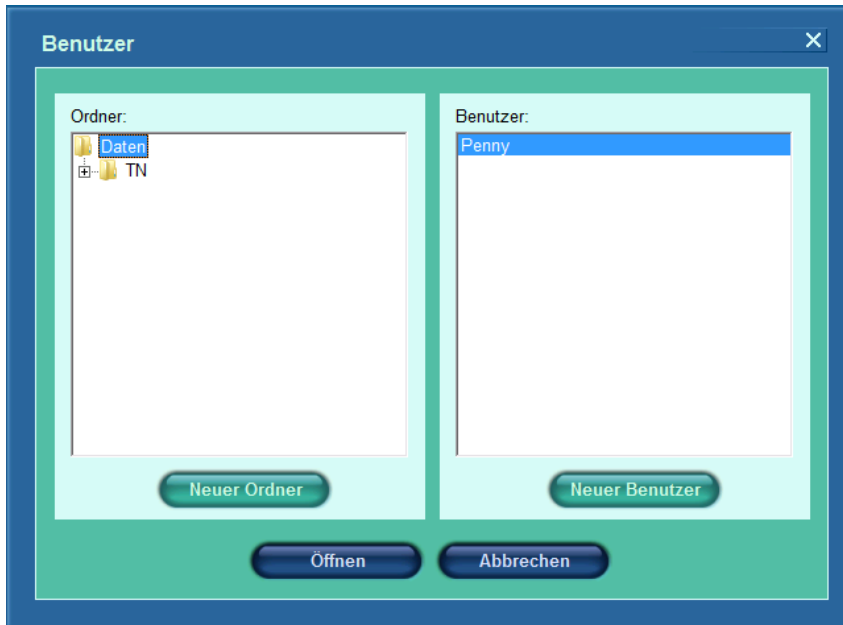 Benutzer
Ordner:
Daten
TN
Neuer Ordner
Benutzer:
Penny
Neuer Benutzer
Öffnen
Abbrechen